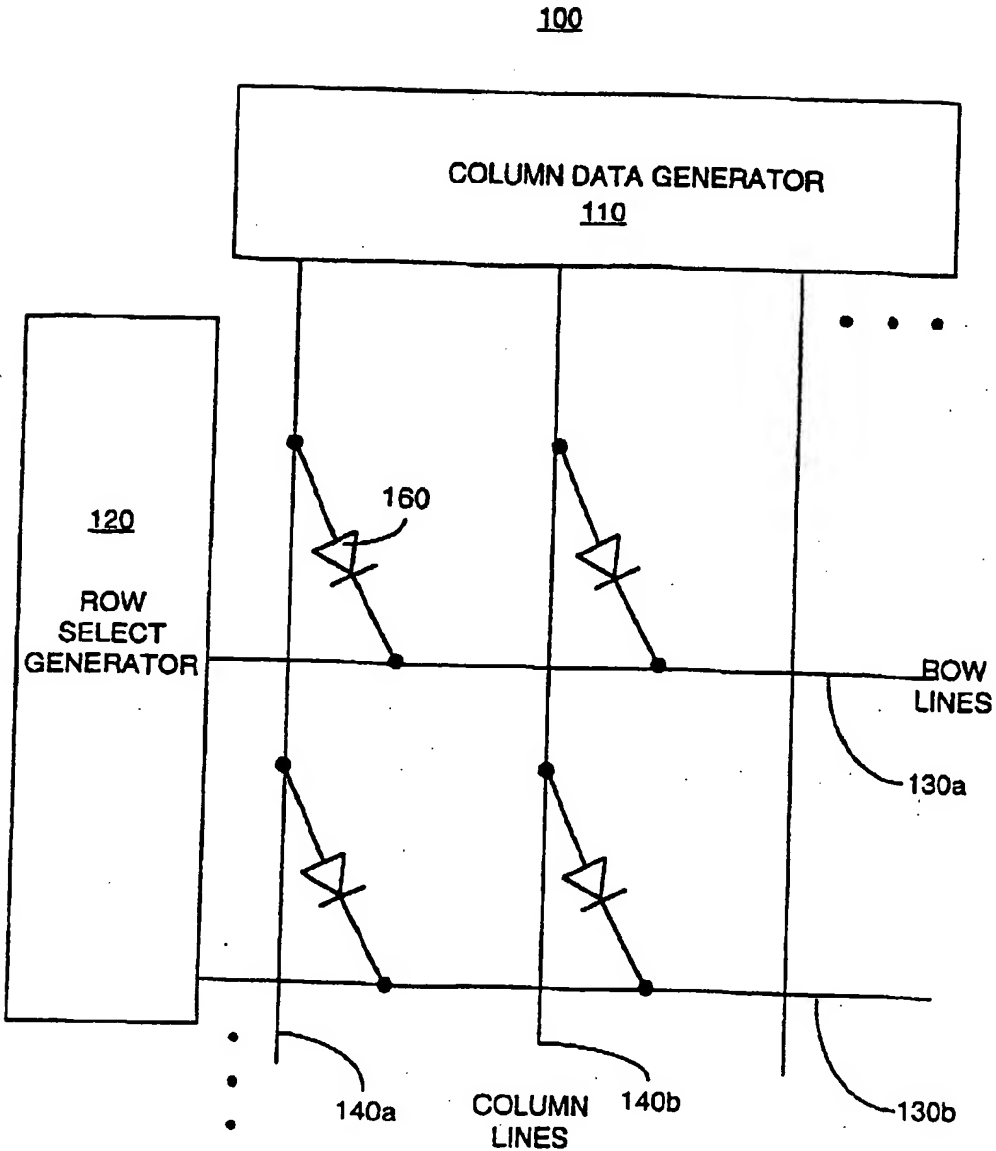 100
COLUMN DATA GENERATOR
110
160
120
ROW
SELECT
GENERATOR
ROW
LINES
130a
140a
COLUMN
LINES
140b
130b